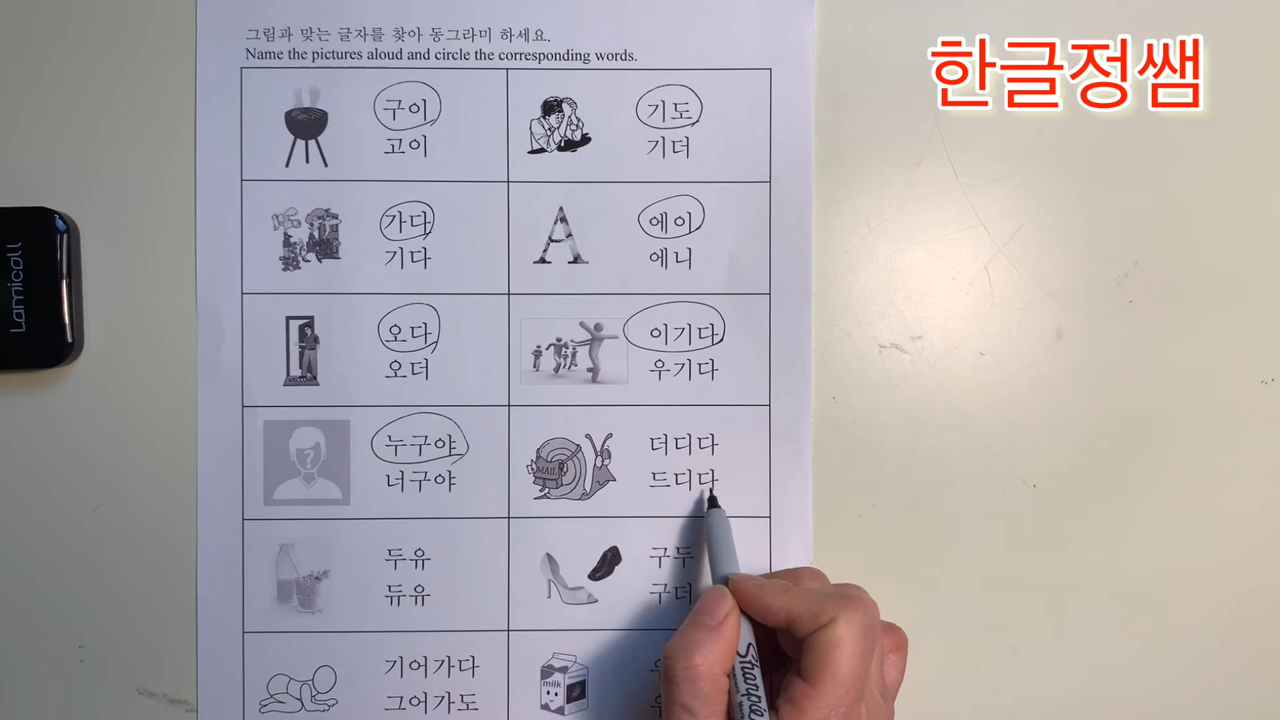 그림과 맞는 글자를 찾아 동그라미 하세요.
Name the pictures aloud and circle the corresponding words.
한글정쌤
구이
고이
기도
기더
가다
기다
A
에이
에니
오다
오더
이기다
우기다
누구야
너구야
?
MAIL
더디다
드디다
두유
듀유
구두
구더
기어가다
그어가도
milk
Lamicall
Sharpie